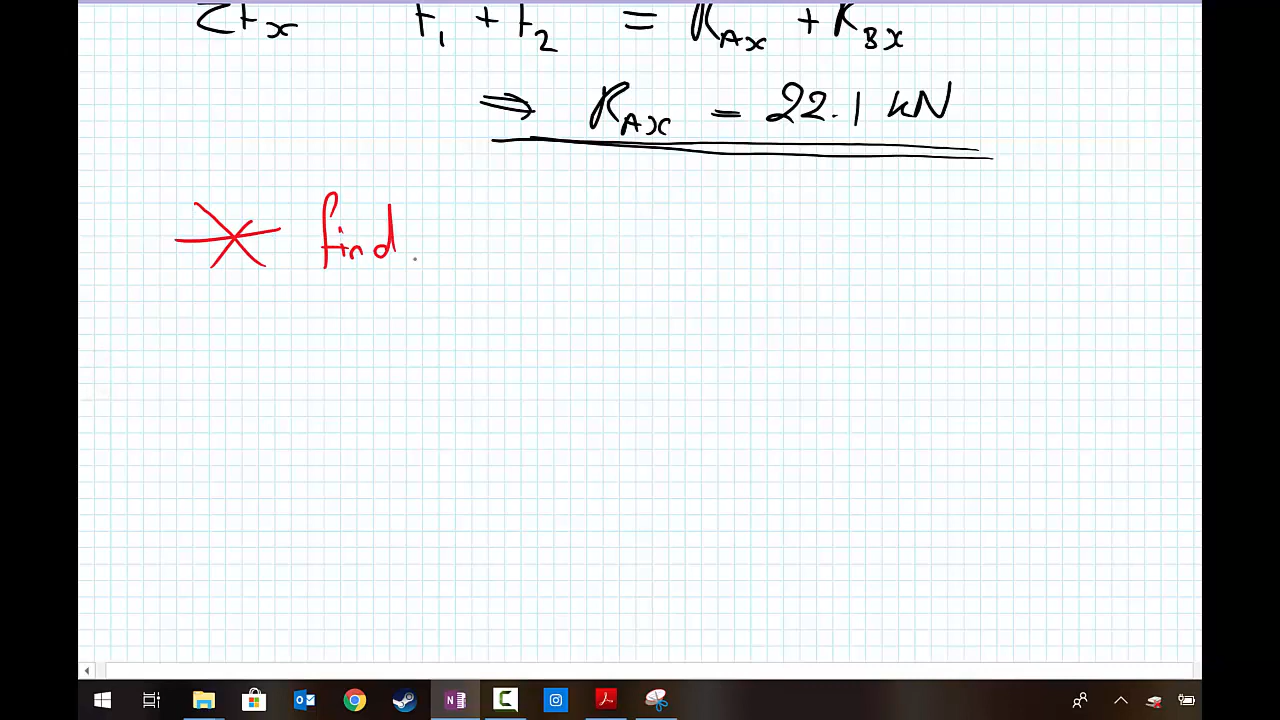 ΣFx F1 + F2 = RAx + RBx
⇒ RAx = 22.1 kN
* find